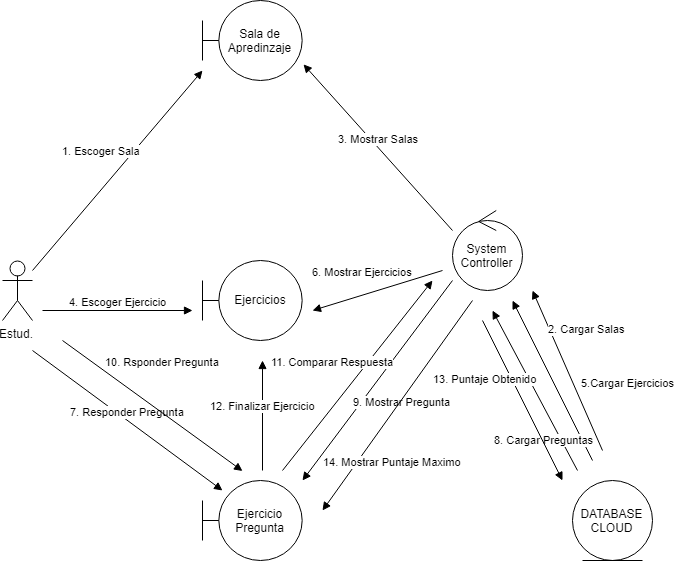 Sala de
Apredinzaje
3. Mostrar Salas
1. Escoger Sala
System
Controller
6. Mostrar Ejercicios
Ejercicios
4. Escoger Ejercicio
Estud.
2. Cargar Salas
10. Rsponder Pregunta
11. Comparar Respuesta
13. Puntaje Obtenido
5.Cargar Ejercicios
7. Responder Pregunta
12. Finalizar Ejercicio
9. Mostrar Pregunta
8. Cargar Preguntas
14. Mostrar Puntaje Maximo
Ejercicio
Pregunta
DATABASE
CLOUD